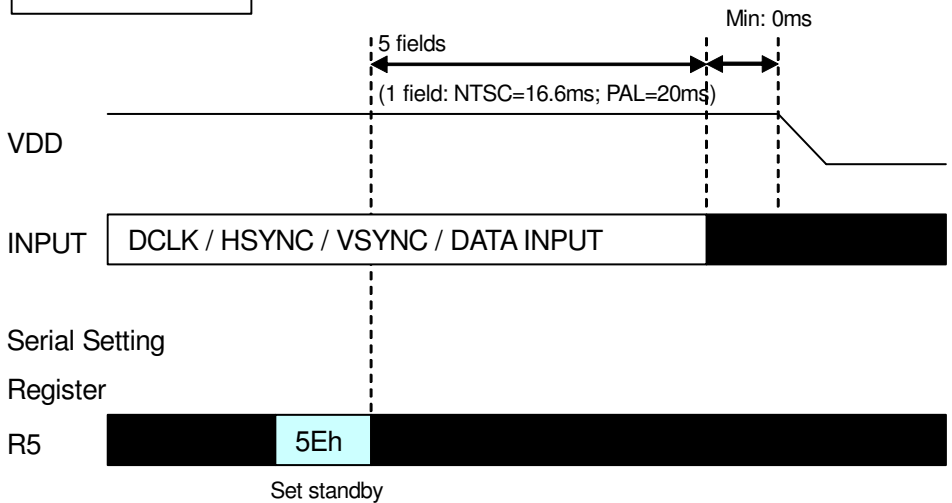 Min: 0ms
5 fields
(1 field: NTSC=16.6ms; PAL=20ms)
VDD
INPUT DCLK / HSYNC / VSYNC / DATA INPUT
Serial Setting
Register
R5 5Eh
Set standby